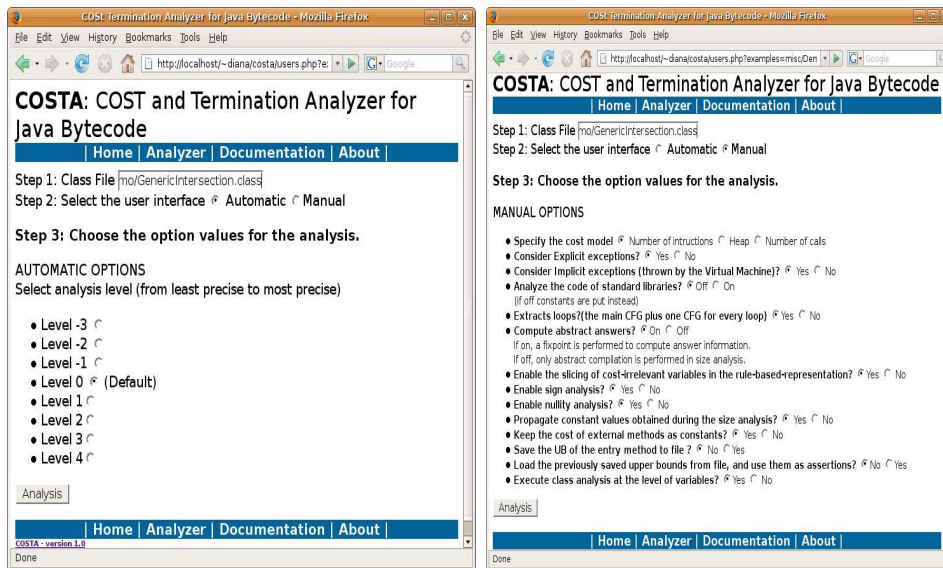 COSt Termination Analyzer for Java Bytecode - Mozilla Firefox
File Edit View History Bookmarks Tools Help
http://localhost/~diana/costa/users.php?e: Google
COSTA: COST and Termination Analyzer for
Java Bytecode
| Home | Analyzer | Documentation | About |
Step 1: Class File mo/GenericIntersection.class
Step 2: Select the user interface Automatic Manual
Step 3: Choose the option values for the analysis.
AUTOMATIC OPTIONS
Select analysis level (from least precise to most precise)
Level -3
Level -2
Level -1
Level 0 (Default)
Level 1
Level 2
Level 3
Level 4
Analysis
| Home | Analyzer | Documentation | About |
COSTA - version 1.0
Done
COSt Termination Analyzer for Java Bytecode - Mozilla Firefox
File Edit View History Bookmarks Tools Help
http://localhost/~diana/costa/users.php?examples=misc/Den Google
COSTA: COST and Termination Analyzer for Java Bytecode
| Home | Analyzer | Documentation | About |
Step 1: Class File mo/GenericIntersection.class
Step 2: Select the user interface Automatic Manual
Step 3: Choose the option values for the analysis.
MANUAL OPTIONS
Specify the cost model Number of intructions Heap Number of calls
Consider Explicit exceptions? Yes No
Consider Implicit exceptions (thrown by the Virtual Machine)? Yes No
Analyze the code of standard libraries? Off On
(if off constants are put instead)
Extracts loops?(the main CFG plus one CFG for every loop) Yes No
Compute abstract answers? On Off
If on, a fixpoint is performed to compute answer information.
If off, only abstract compilation is performed in size analysis.
Enable the slicing of cost-irrelevant variables in the rule-based-representation? Yes No
Enable sign analysis? Yes No
Enable nullity analysis? Yes No
Propagate constant values obtained during the size analysis? Yes No
Keep the cost of external methods as constants? Yes No
Save the UB of the entry method to file ? No Yes
Load the previously saved upper bounds from file, and use them as assertions? No Yes
Execute class analysis at the level of variables? Yes No
Analysis
| Home | Analyzer | Documentation | About |
Done